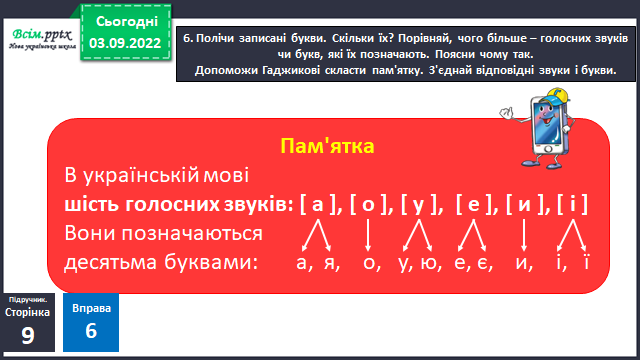 Всім.pptx
Нова українська школа
Сьогодні
03.09.2022
6. Полічи записані букви. Скільки їх? Порівняй, чого більше – голосних звуків
чи букв, які їх позначають. Поясни чому так.
Допоможи Гаджикові скласти пам'ятку. З'єднай відповідні звуки і букви.
Пам'ятка
В українській мові
шість голосних звуків: [ а ], [ о ], [ у ], [ е ], [ и ], [ і ]
Вони позначаються
десятьма буквами: а, я, о, у, ю, е, є, и, і, ї
Підручник.
Сторінка
9
Вправа
6